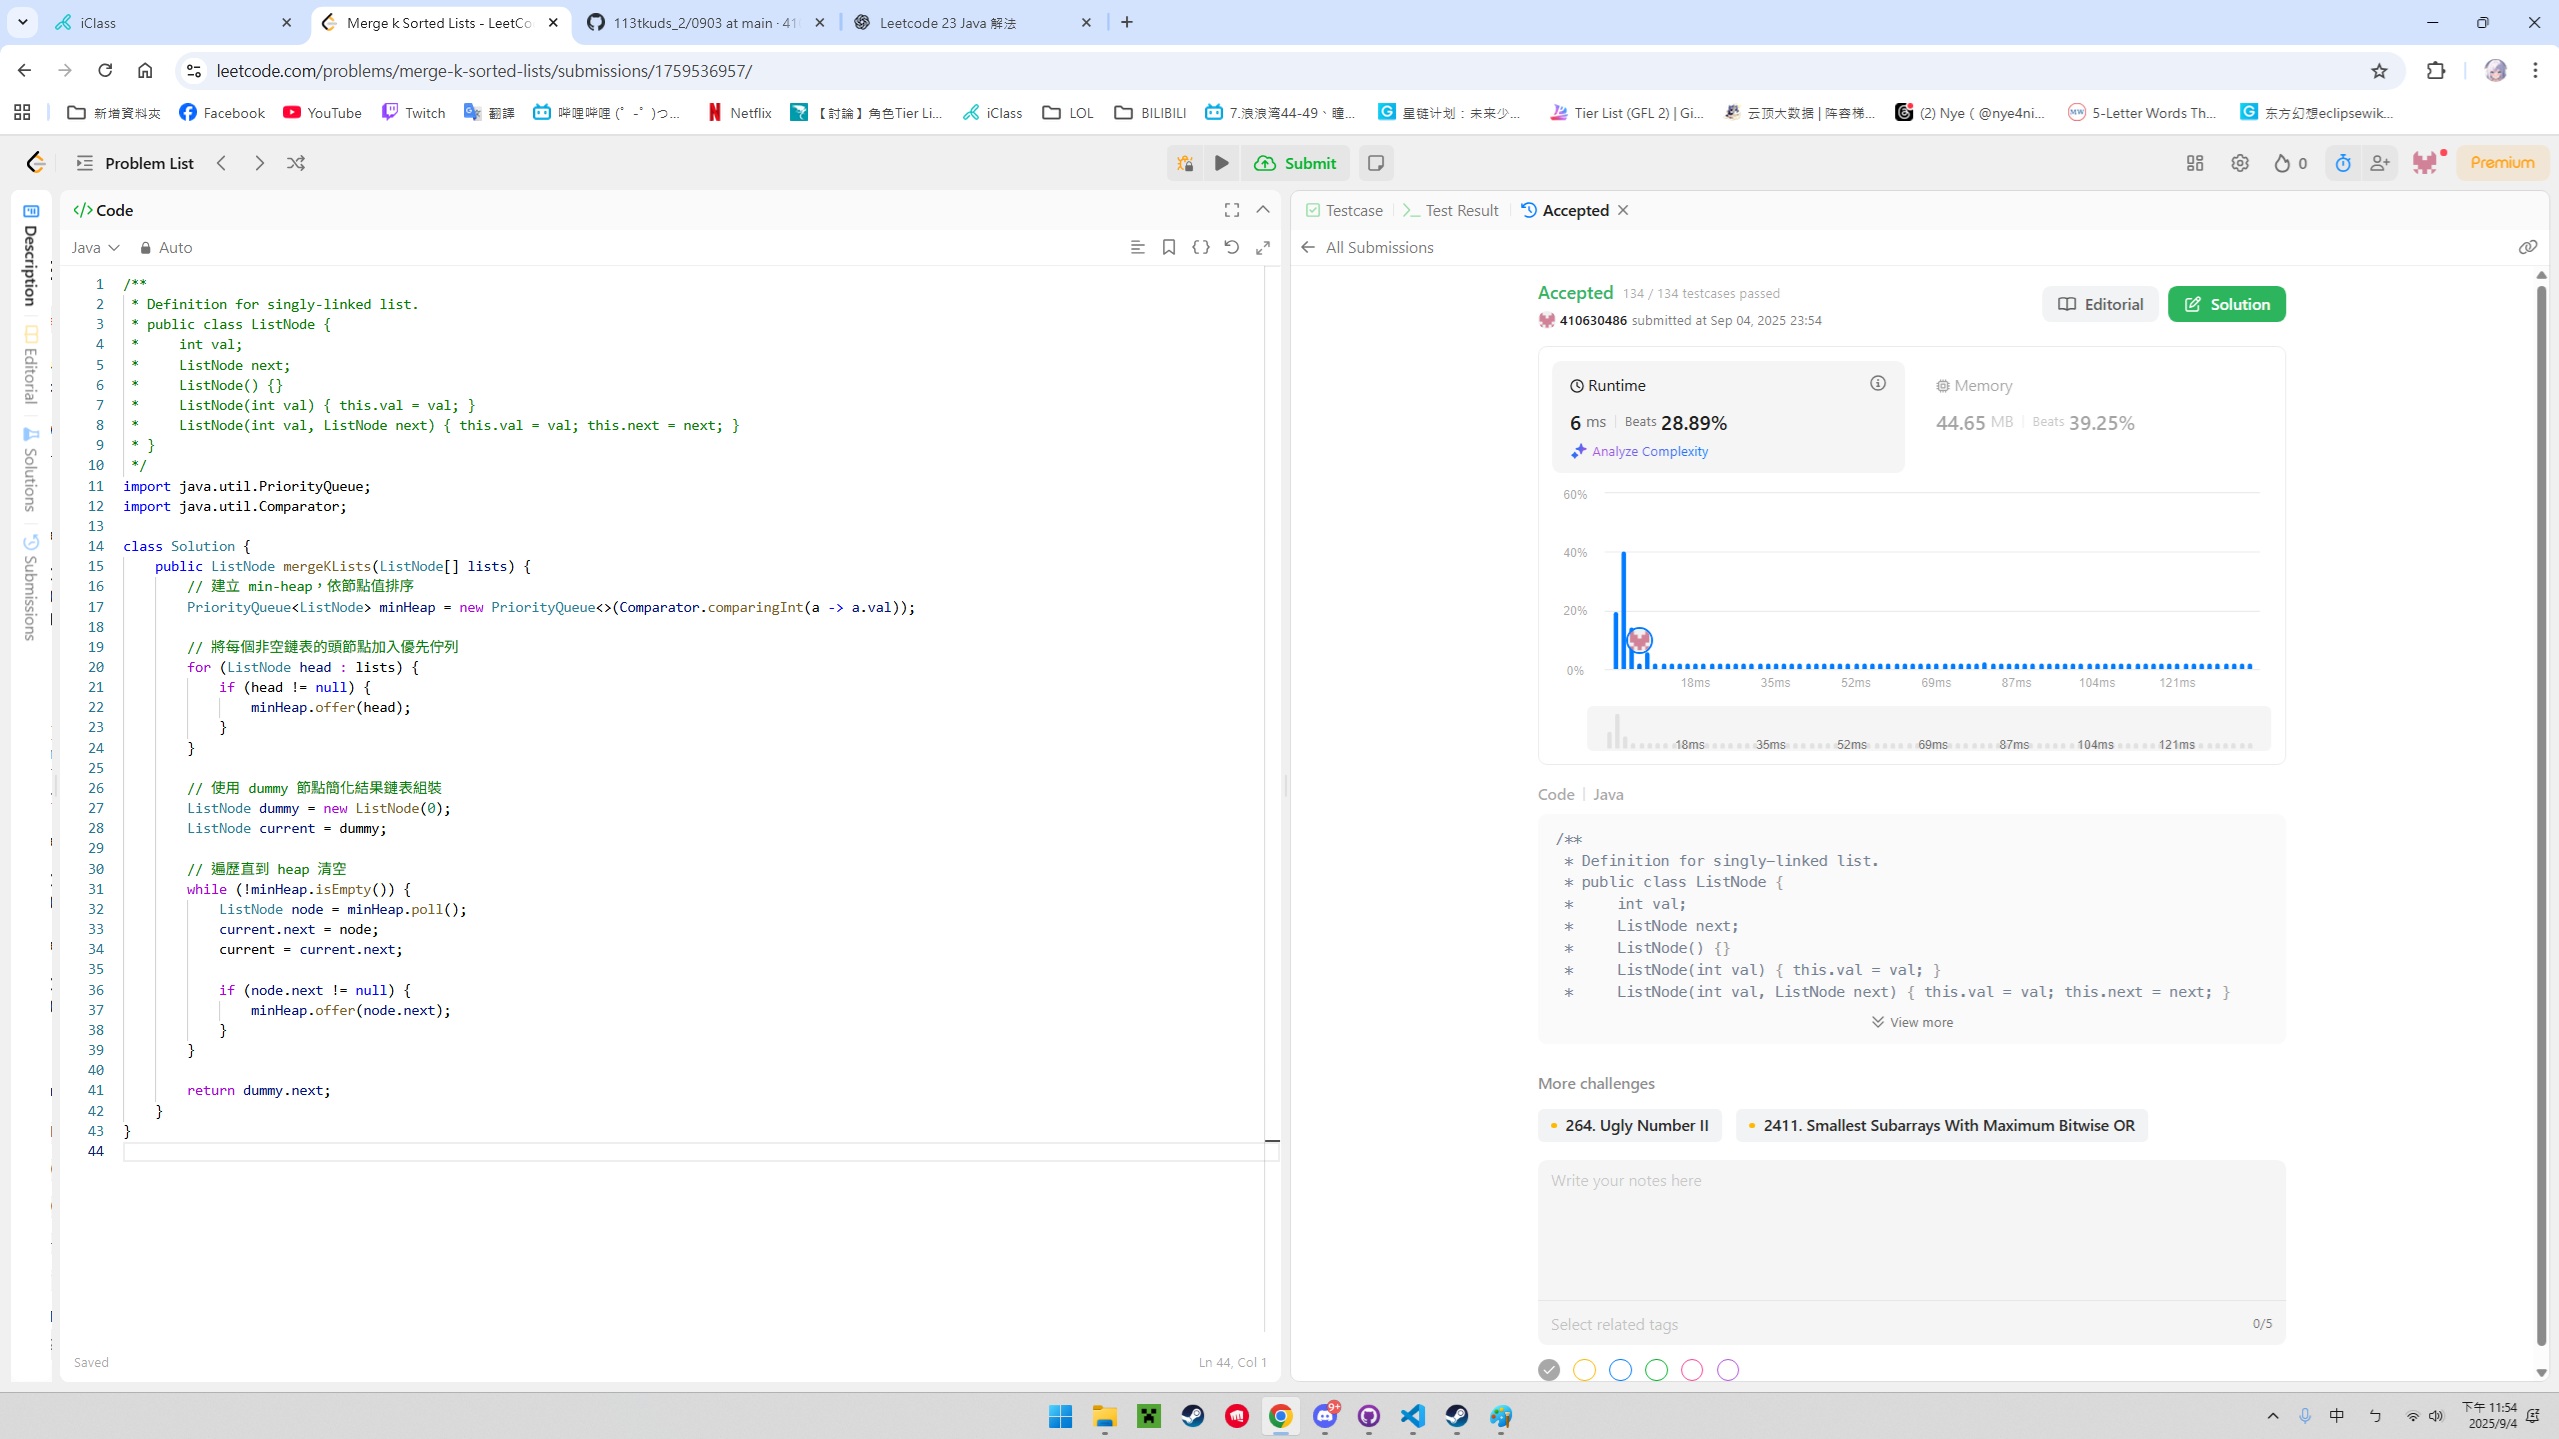 iClass
Merge k Sorted Lists - LeetCo
113tkuds_2/0903 at main · 41
Leetcode 23 Java 解法
leetcode.com/problems/merge-k-sorted-lists/submissions/1759536957/
新增資料夾
Facebook
YouTube
Twitch
翻譯
哔哩哔哩 (゜-゜)つ...
Netflix
【討論】角色Tier Li...
iClass
LOL
BILIBILI
7.浪浪湾44-49、瞳...
星链计划：未来少...
Tier List (GFL 2) | Gi...
云顶大数据 | 阵容梯...
(2) Nye ( @nye4ni...
5-Letter Words Th...
东方幻想eclipsewik...
Problem List
Submit
0
Premium
Description
Editorial
Solutions
Submissions
</> Code
Java
Auto
1 /**
2 * Definition for singly-linked list.
3 * public class ListNode {
4 *     int val;
5 *     ListNode next;
6 *     ListNode() {}
7 *     ListNode(int val) { this.val = val; }
8 *     ListNode(int val, ListNode next) { this.val = val; this.next = next; }
9 * }
10 */
11 import java.util.PriorityQueue;
12 import java.util.Comparator;
13
14 class Solution {
15     public ListNode mergeKLists(ListNode[] lists) {
16         // 建立 min-heap，依節點值排序
17         PriorityQueue<ListNode> minHeap = new PriorityQueue<>(Comparator.comparingInt(a -> a.val));
18
19         // 將每個非空鏈表的頭節點加入優先佇列
20         for (ListNode head : lists) {
21             if (head != null) {
22                 minHeap.offer(head);
23             }
24         }
25
26         // 使用 dummy 節點簡化結果鏈表組裝
27         ListNode dummy = new ListNode(0);
28         ListNode current = dummy;
29
30         // 遍歷直到 heap 清空
31         while (!minHeap.isEmpty()) {
32             ListNode node = minHeap.poll();
33             current.next = node;
34             current = current.next;
35
36             if (node.next != null) {
37                 minHeap.offer(node.next);
38             }
39         }
40
41         return dummy.next;
42     }
43 }
44
Saved
Ln 44, Col 1
Testcase
Test Result
Accepted
All Submissions
Accepted 134 / 134 testcases passed
410630486 submitted at Sep 04, 2025 23:54
Editorial
Solution
Runtime
6 ms Beats 28.89%
Analyze Complexity
Memory
44.65 MB Beats 39.25%
60%
40%
20%
0%
18ms 35ms 52ms 69ms 87ms 104ms 121ms
18ms 35ms 52ms 69ms 87ms 104ms 121ms
Code | Java
/**
* Definition for singly-linked list.
* public class ListNode {
*     int val;
*     ListNode next;
*     ListNode() {}
*     ListNode(int val) { this.val = val; }
*     ListNode(int val, ListNode next) { this.val = val; this.next = next; }
View more
More challenges
264. Ugly Number II
2411. Smallest Subarrays With Maximum Bitwise OR
Write your notes here
Select related tags
0/5
9+
中
ㄅ
下午 11:54
2025/9/4